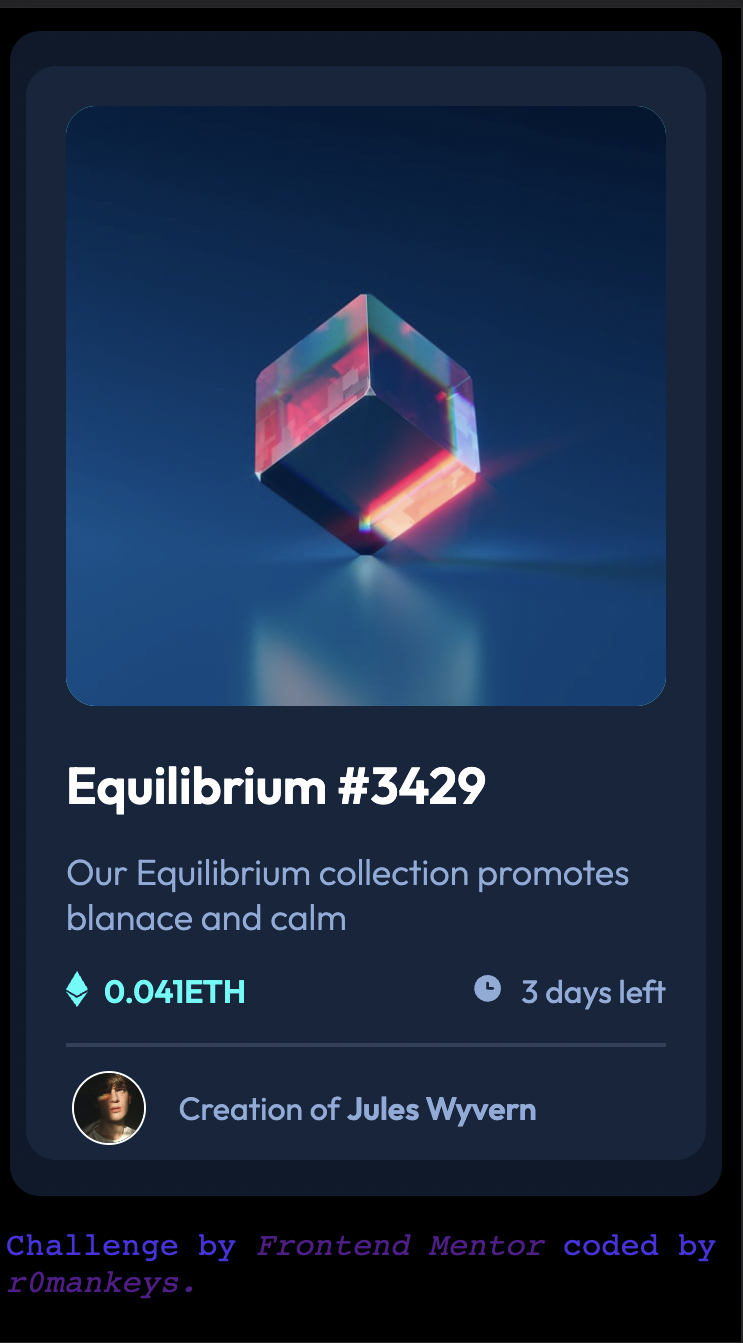 Equilibrium #3429
Our Equilibrium collection promotes
blanace and calm
0.041ETH
3 days left
Creation of Jules Wyvern
Challenge by Frontend Mentor coded by
r0mankeys.